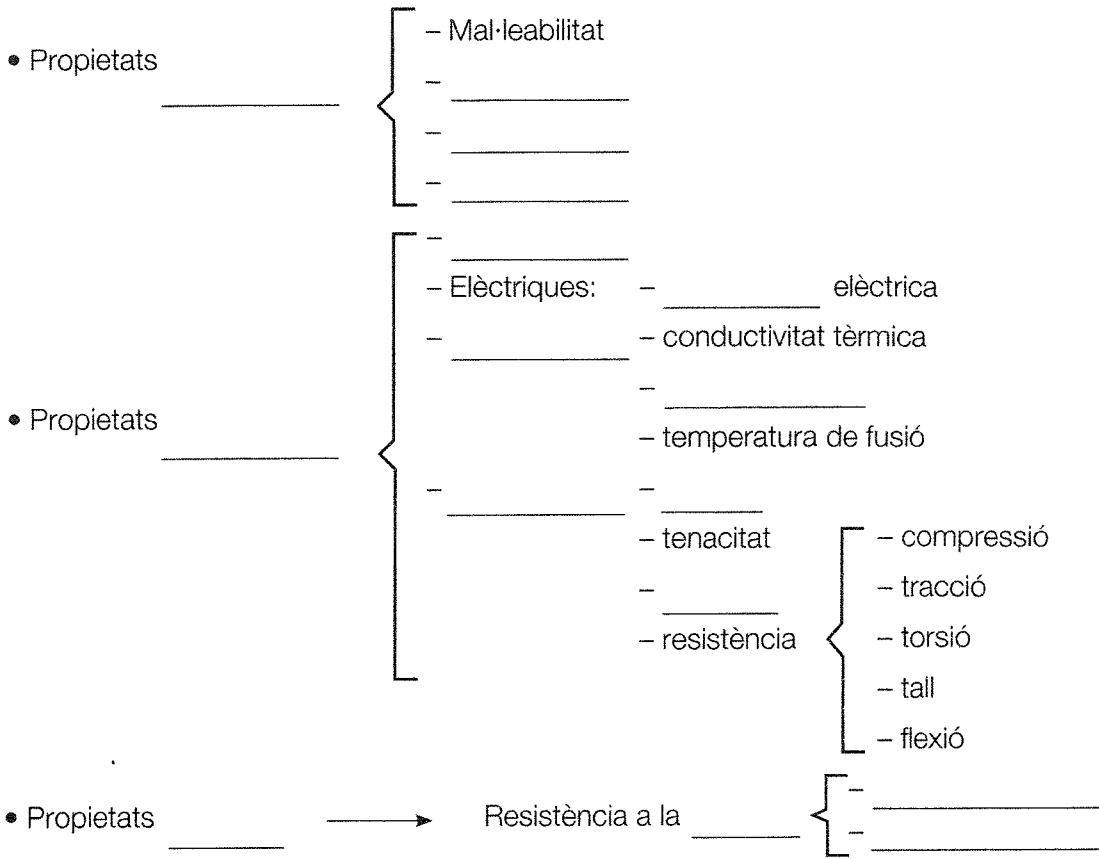 • Propietats
– Mal·leabilitat
–
–
–
• Propietats
–
– Elèctriques: – elèctrica
– – conductivitat tèrmica
–
– temperatura de fusió
– –
– tenacitat
–
– resistència
– compressió
– tracció
– torsió
– tall
– flexió
• Propietats
Resistència a la
–
–